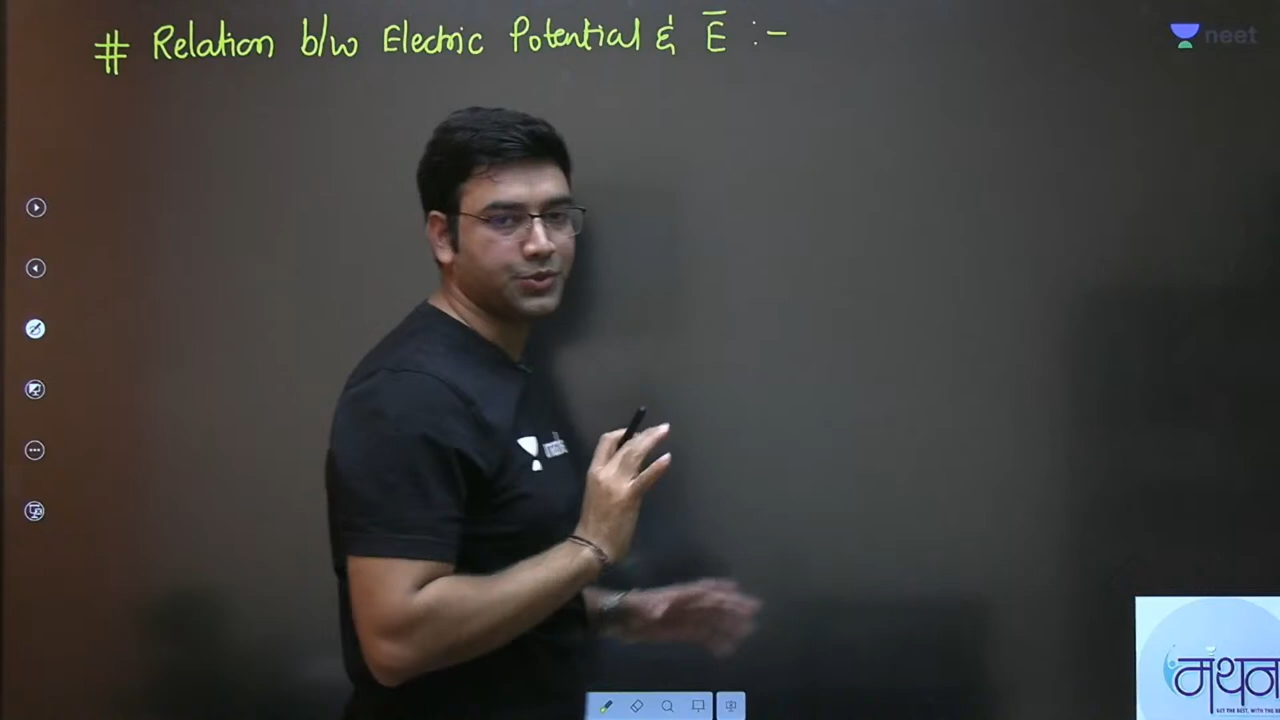 # Relation b/w Electric Potential & E̅ :-
neet
मंथन